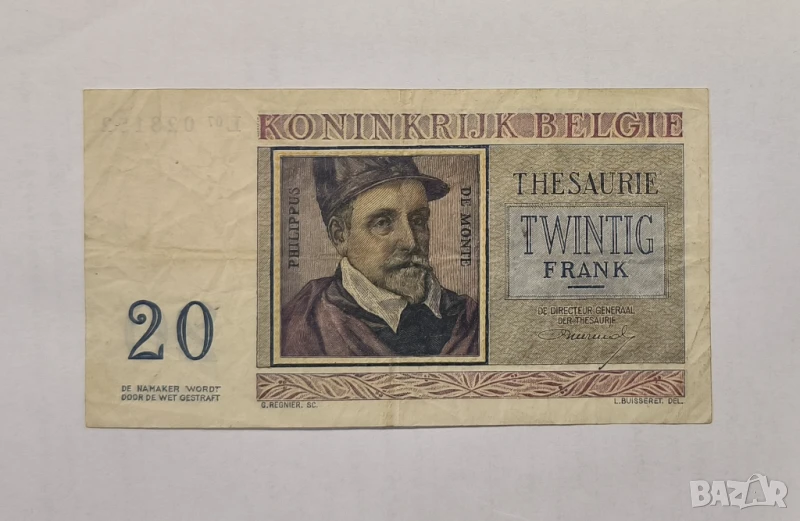 KONINKRIJK BELGIE
PHILIPPUS
DE MONTE
THESAURIE
TWINTIG
FRANK
DE DIRECTEUR-GENERAAL
DER THESAURIE
20
DE NAMAKER WORDT
DOOR DE WET GESTRAFT
G. REGNIER. SC.
L. BUISSERET. DEL.
BAZAR